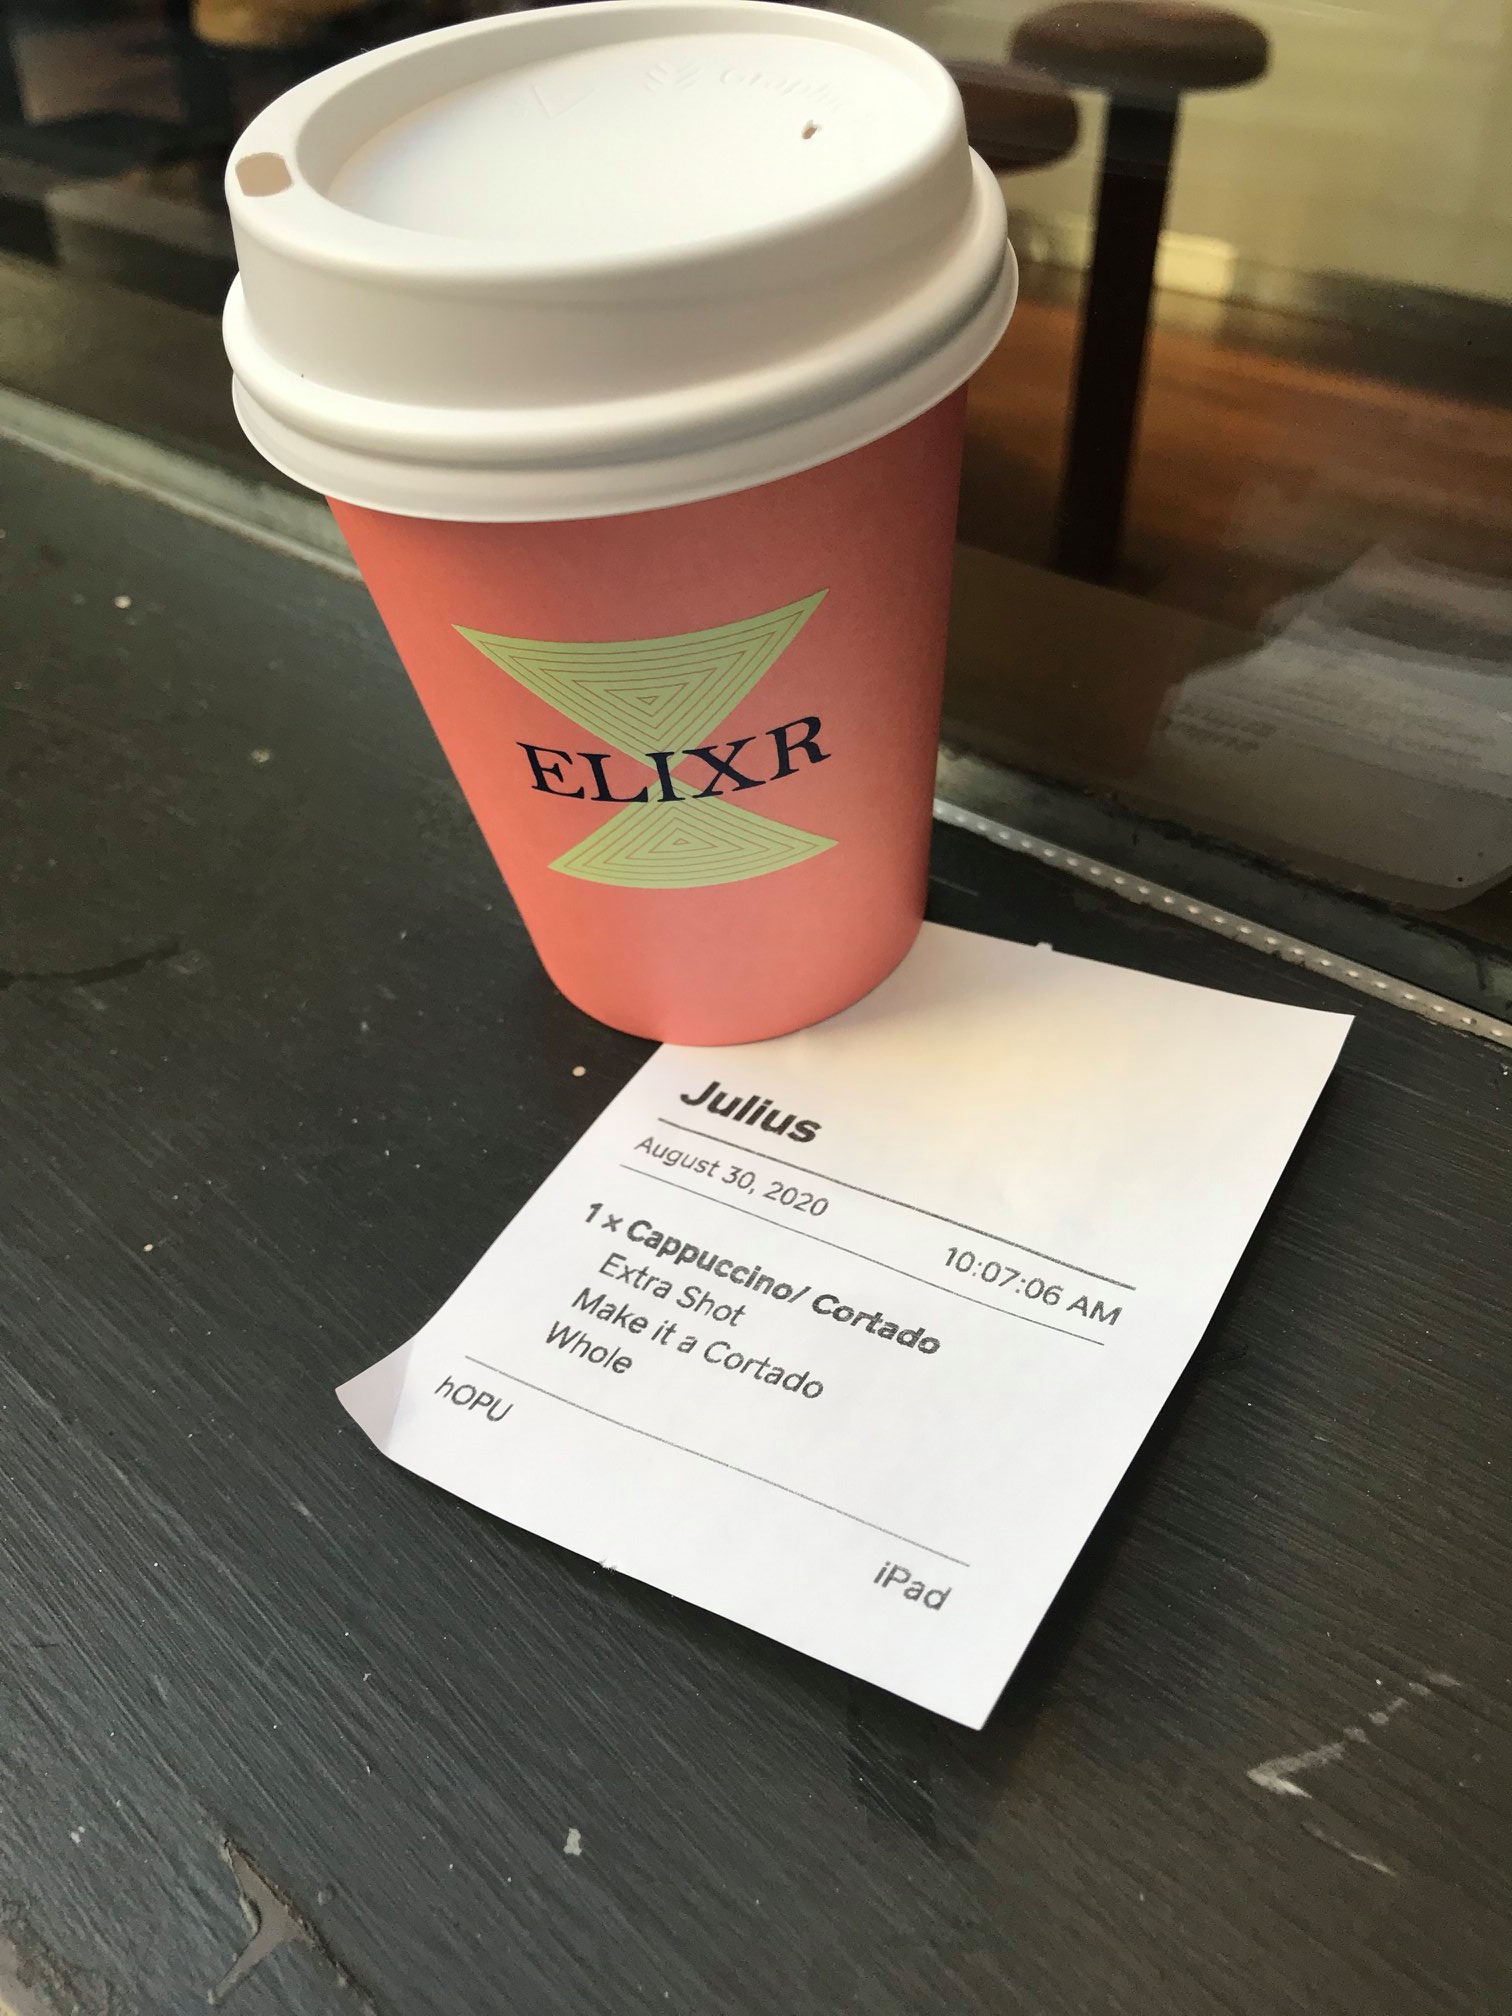 ELIXR
Julius
August 30, 2020
10:07:06 AM
1 x Cappuccino/ Cortado
Extra Shot
Make it a Cortado
Whole
hOPU
iPad